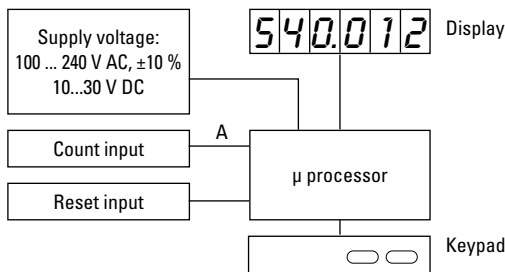 Supply voltage:
100 ... 240 V AC, ±10 %
10...30 V DC
540.012
Display
Count input
A
Reset input
µ processor
Keypad